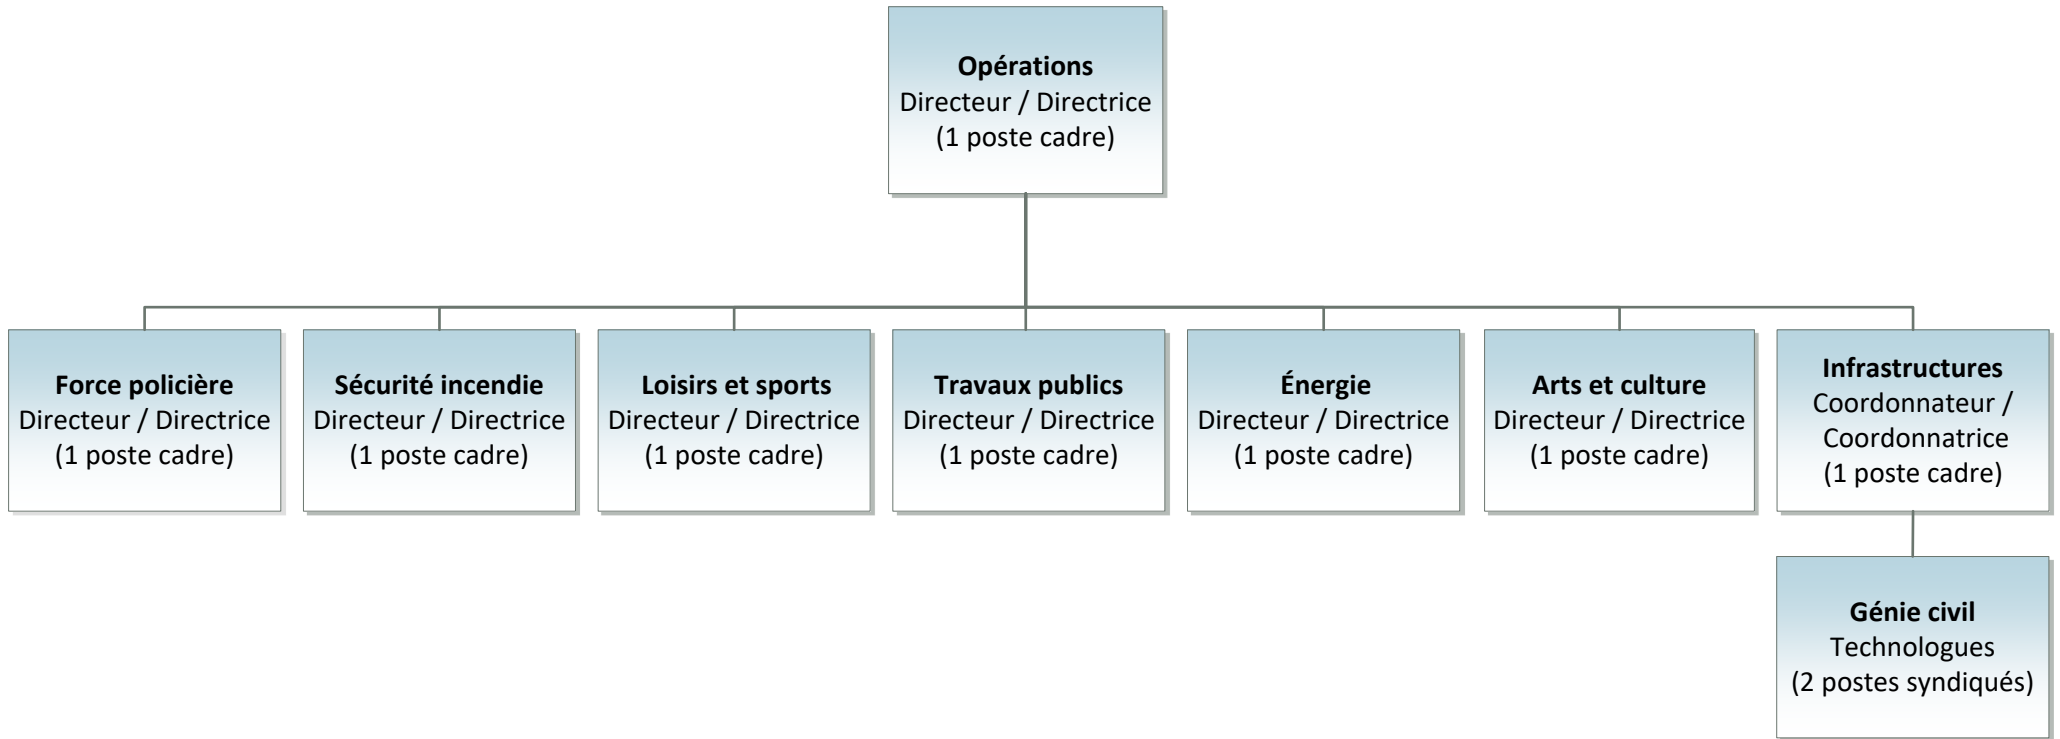 Opérations
Directeur / Directrice
(1 poste cadre)
Force policière
Directeur / Directrice
(1 poste cadre)
Sécurité incendie
Directeur / Directrice
(1 poste cadre)
Loisirs et sports
Directeur / Directrice
(1 poste cadre)
Travaux publics
Directeur / Directrice
(1 poste cadre)
Énergie
Directeur / Directrice
(1 poste cadre)
Arts et culture
Directeur / Directrice
(1 poste cadre)
Infrastructures
Coordonnateur /
Coordonnatrice
(1 poste cadre)
Génie civil
Technologues
(2 postes syndiqués)